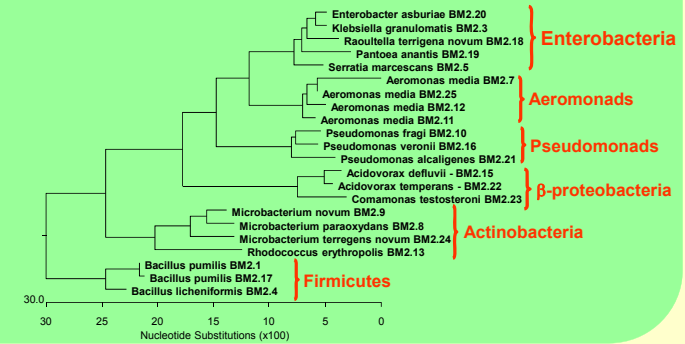 Enterobacter asburiae BM2.20
Klebsiella granulomatis BM2.3
Raoultella terrigena novum BM2.18
Pantoea anantis BM2.19
Serratia marcescans BM2.5
Enterobacteria
Aeromonas media BM2.7
Aeromonas media BM2.25
Aeromonas media BM2.12
Aeromonas media BM2.11
Aeromonads
Pseudomonas fragi BM2.10
Pseudomonas veronii BM2.16
Pseudomonas alcaligenes BM2.21
Pseudomonads
Acidovorax defluvii - BM2.15
Acidovorax temperans - BM2.22
Comamonas testosteroni BM2.23
β-proteobacteria
Microbacterium novum BM2.9
Microbacterium paraoxydans BM2.8
Microbacterium terregens novum BM2.24
Rhodococcus erythropolis BM2.13
Actinobacteria
Bacillus pumilis BM2.1
Bacillus pumilis BM2.17
Bacillus licheniformis BM2.4
Firmicutes
30.0
30 25 20 15 10 5 0
Nucleotide Substitutions (x100)